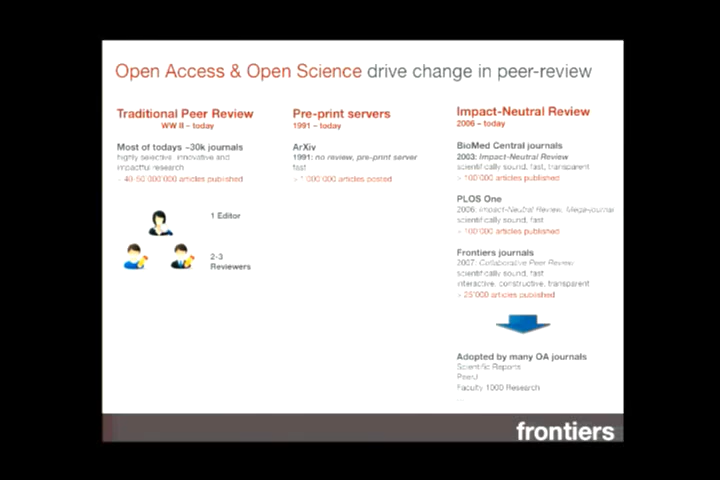 Open Access & Open Science drive change in peer-review
Traditional Peer Review
WW II – today
Most of todays ~30k journals
highly selective, innovative and
impactful research
~ 40-50'000'000 articles published
1 Editor
2-3
Reviewers
Pre-print servers
1991 – today
ArXiv
1991: no review, pre-print server
fast
> 1'000'000 articles posted
Impact-Neutral Review
2006 – today
BioMed Central journals
2003: Impact-Neutral Review
scientifically sound, fast, transparent
> 100'000 articles published
PLOS One
2006: Impact-Neutral Review, Mega-journal
scientifically sound, fast
> 100'000 articles published
Frontiers journals
2007: Collaborative Peer Review
scientifically sound, fast
interactive, constructive, transparent
> 25'000 articles published
Adopted by many OA journals
Scientific Reports
PeerJ
Faculty 1000 Research
...
frontiers